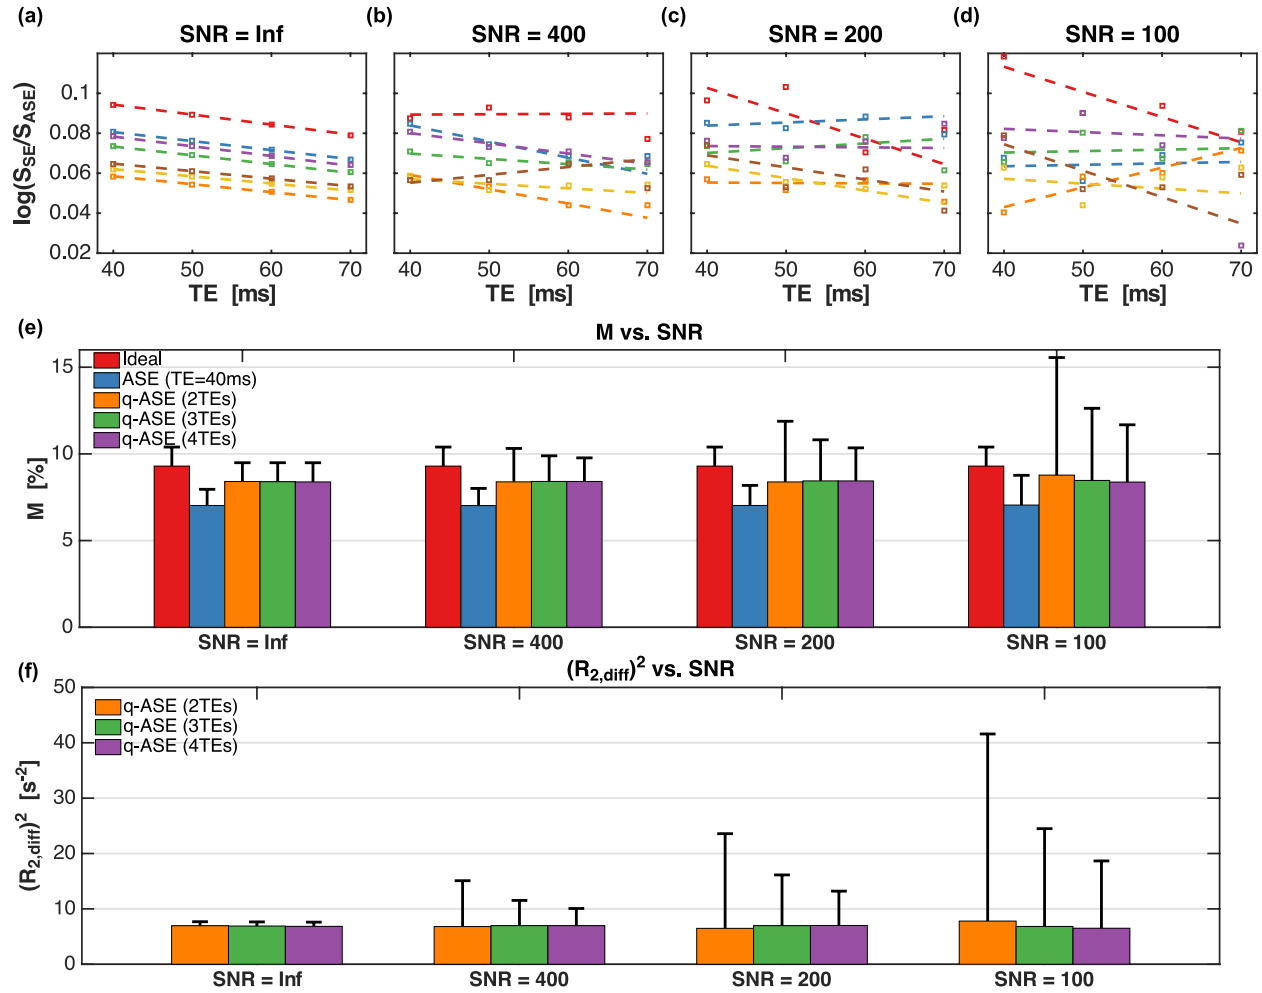 (a) (b) (c) (d)
SNR = Inf SNR = 400 SNR = 200 SNR = 100
log(S_SE/S_ASE)
0.1
0.08
0.06
0.04
0.02
40 50 60 70 40 50 60 70 40 50 60 70 40 50 60 70
TE [ms] TE [ms] TE [ms] TE [ms]
(e) M vs. SNR
M [%]
15
10
5
0
Ideal
ASE (TE=40ms)
q-ASE (2TEs)
q-ASE (3TEs)
q-ASE (4TEs)
SNR = Inf SNR = 400 SNR = 200 SNR = 100
(f) (R_2,diff)² vs. SNR
(R_2,diff)² [s⁻²]
50
40
30
20
10
0
q-ASE (2TEs)
q-ASE (3TEs)
q-ASE (4TEs)
SNR = Inf SNR = 400 SNR = 200 SNR = 100